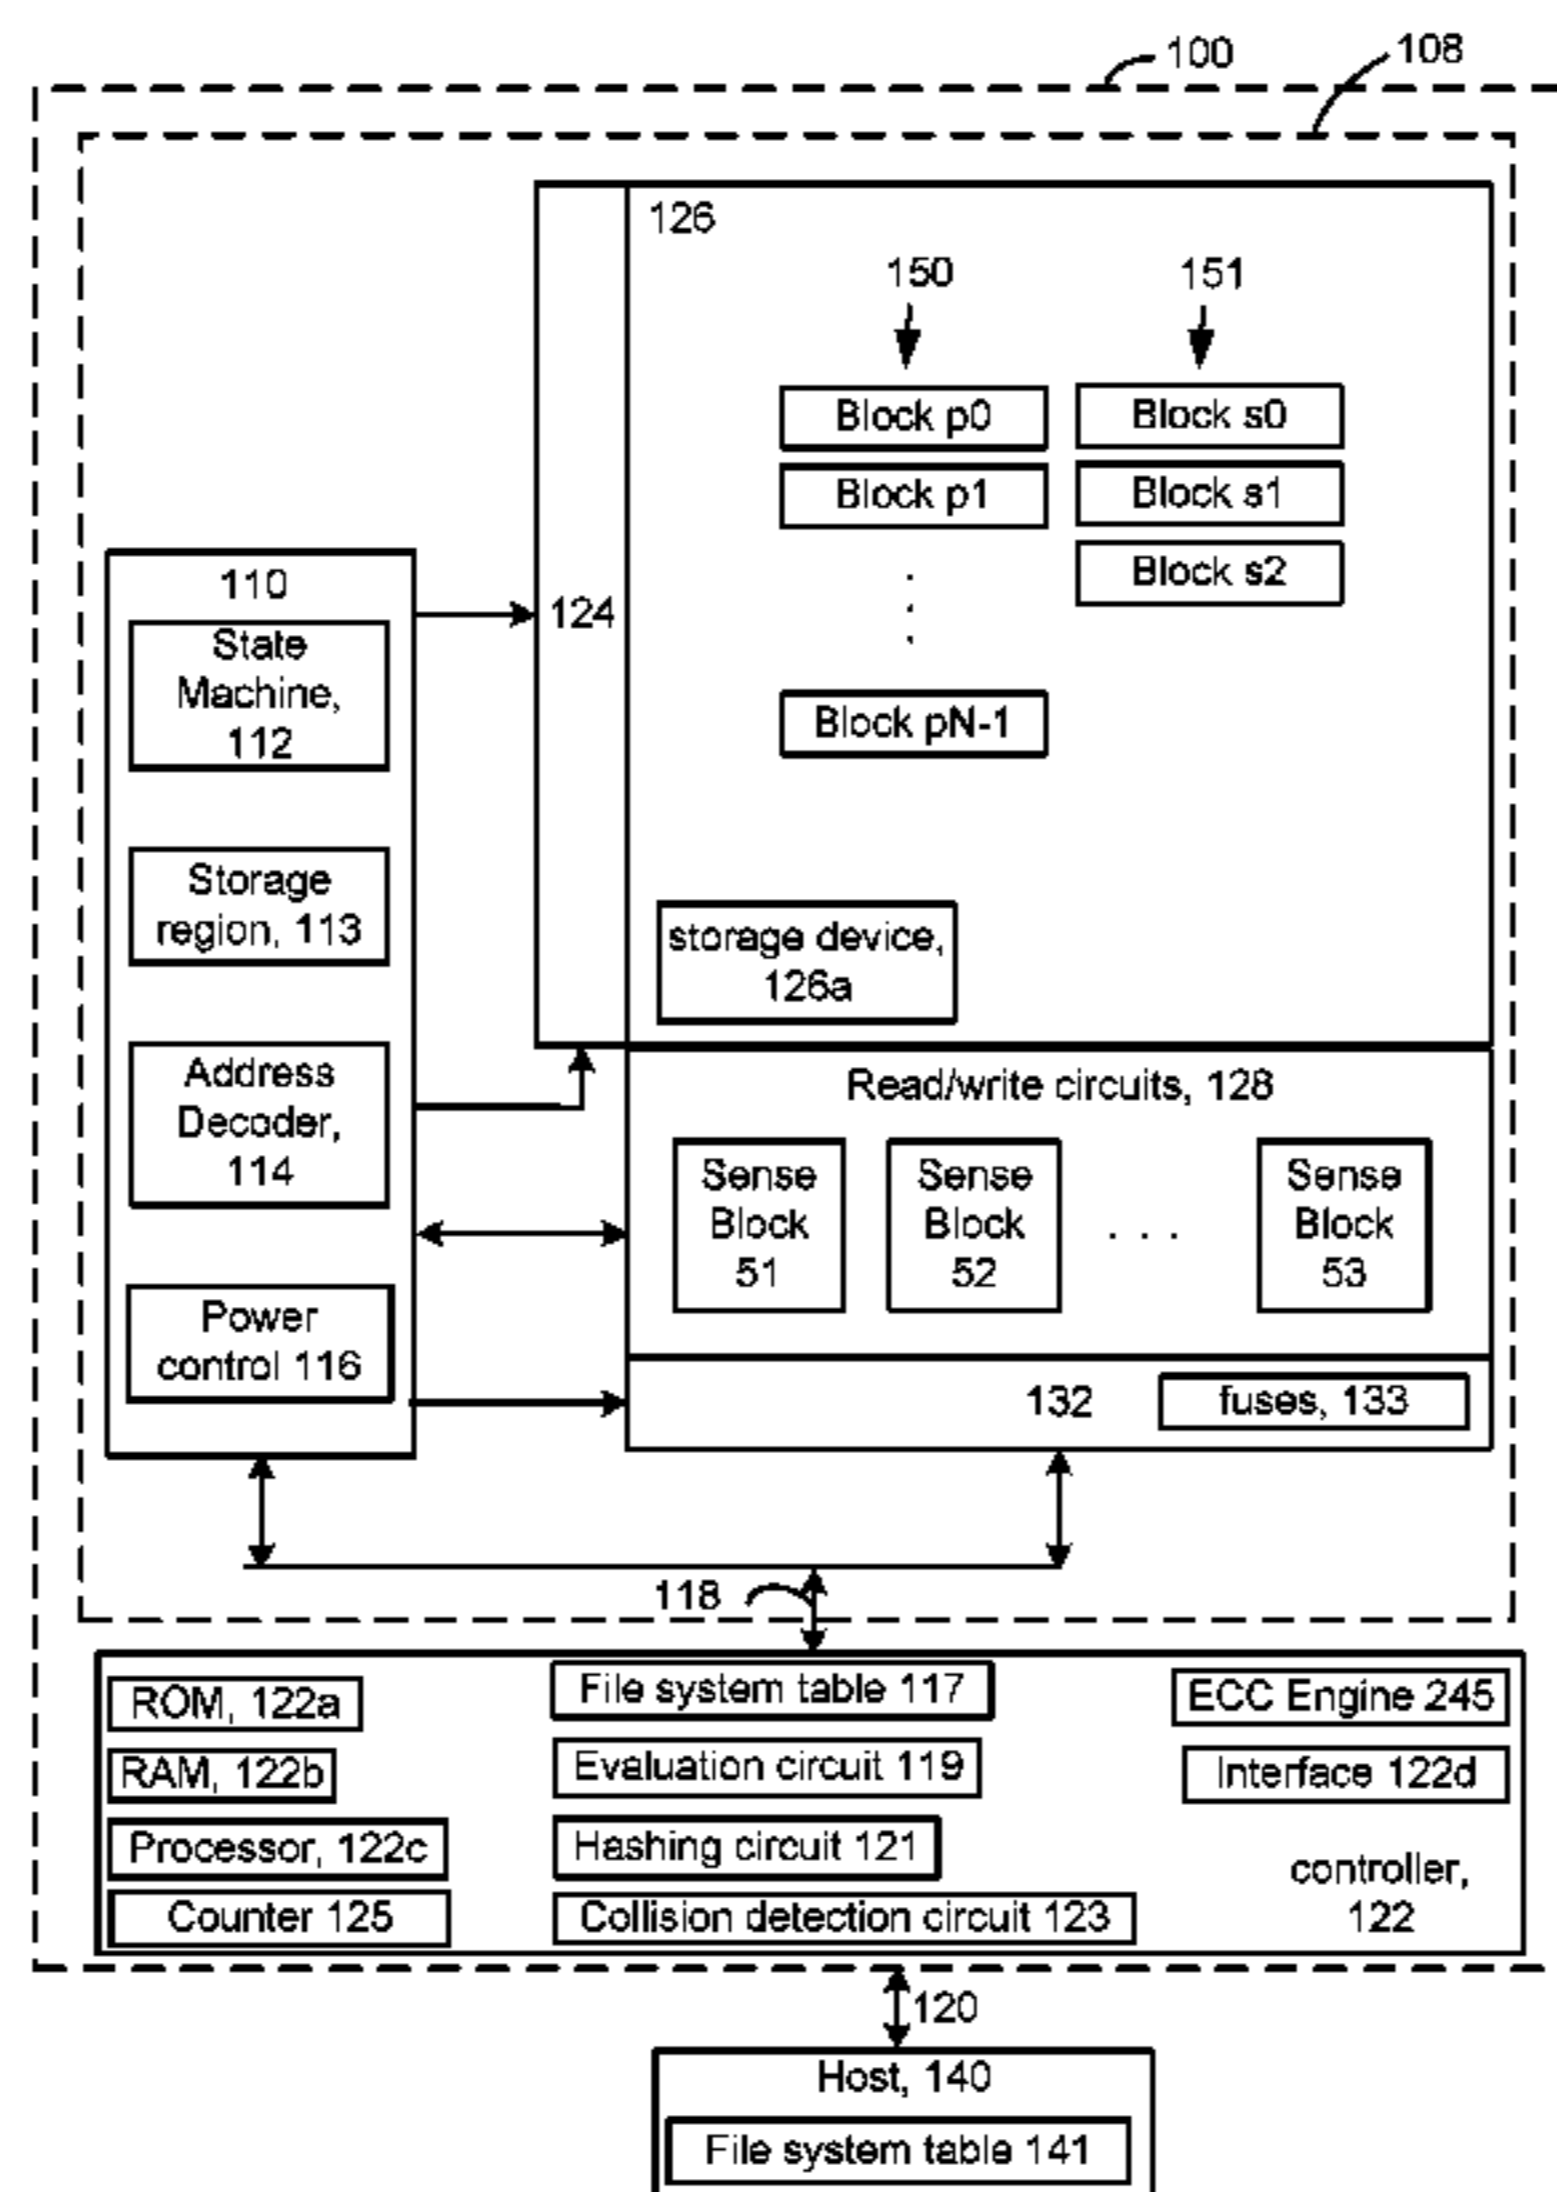 100
108
126
150
151
Block p0
Block s0
Block p1
Block s1
Block s2
.
.
.
Block pN-1
110
124
State
Machine,
112
Storage
region, 113
storage device,
126a
Address
Decoder,
114
Read/write circuits, 128
Sense
Block
51
Sense
Block
52
. . .
Sense
Block
53
Power
control 116
132
fuses, 133
118
ROM, 122a
File system table 117
ECC Engine 245
RAM, 122b
Evaluation circuit 119
Interface 122d
Processor, 122c
Hashing circuit 121
controller,
122
Counter 125
Collision detection circuit 123
120
Host, 140
File system table 141